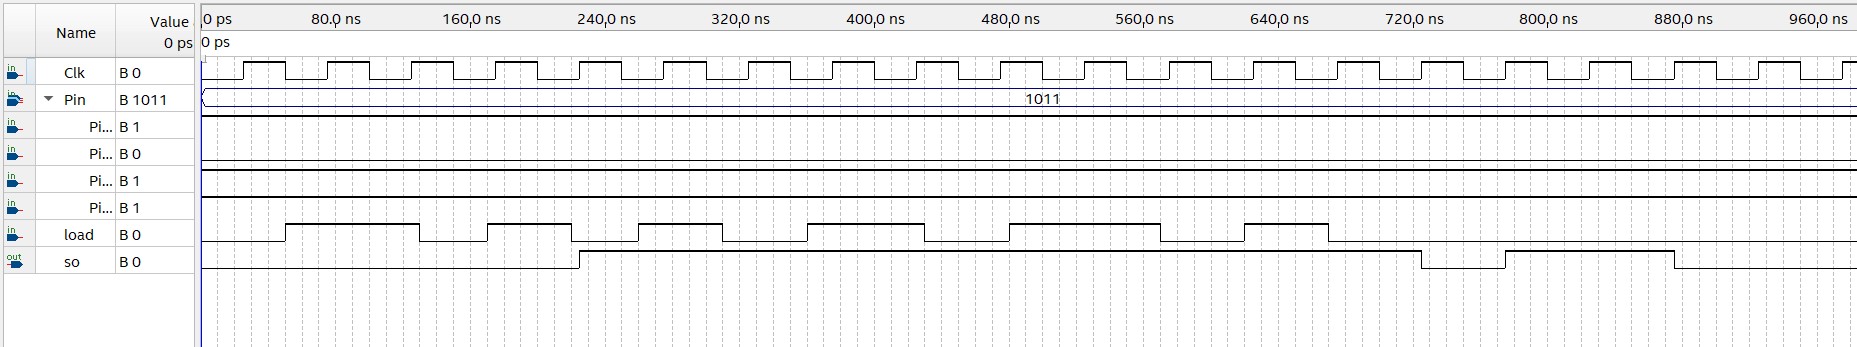 Name
Value
0 ps
0 ps 80.0 ns 160.0 ns 240.0 ns 320.0 ns 400.0 ns 480.0 ns 560.0 ns 640.0 ns 720.0 ns 800.0 ns 880.0 ns 960.0 ns
0 ps
in Clk B 0
in Pin B 1011 1011
in Pi... B 1
in Pi... B 0
in Pi... B 1
in Pi... B 1
in load B 0
out so B 0